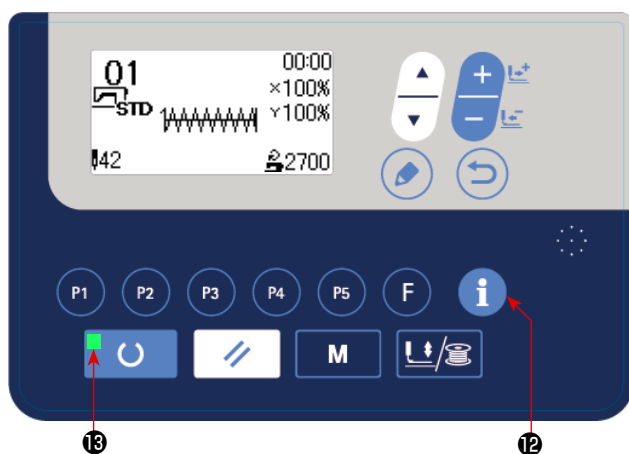 01
00:00
×100%
STD
Y100%
42
2700
+
−
P1 P2 P3 P4 P5 F i
M
⓭ ⓬